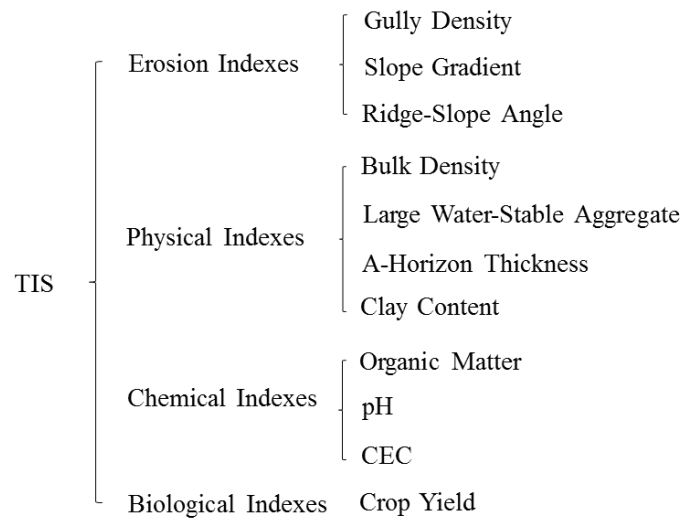 TIS
Erosion Indexes
Gully Density
Slope Gradient
Ridge-Slope Angle
Physical Indexes
Bulk Density
Large Water-Stable Aggregate
A-Horizon Thickness
Clay Content
Chemical Indexes
Organic Matter
pH
CEC
Biological Indexes
Crop Yield